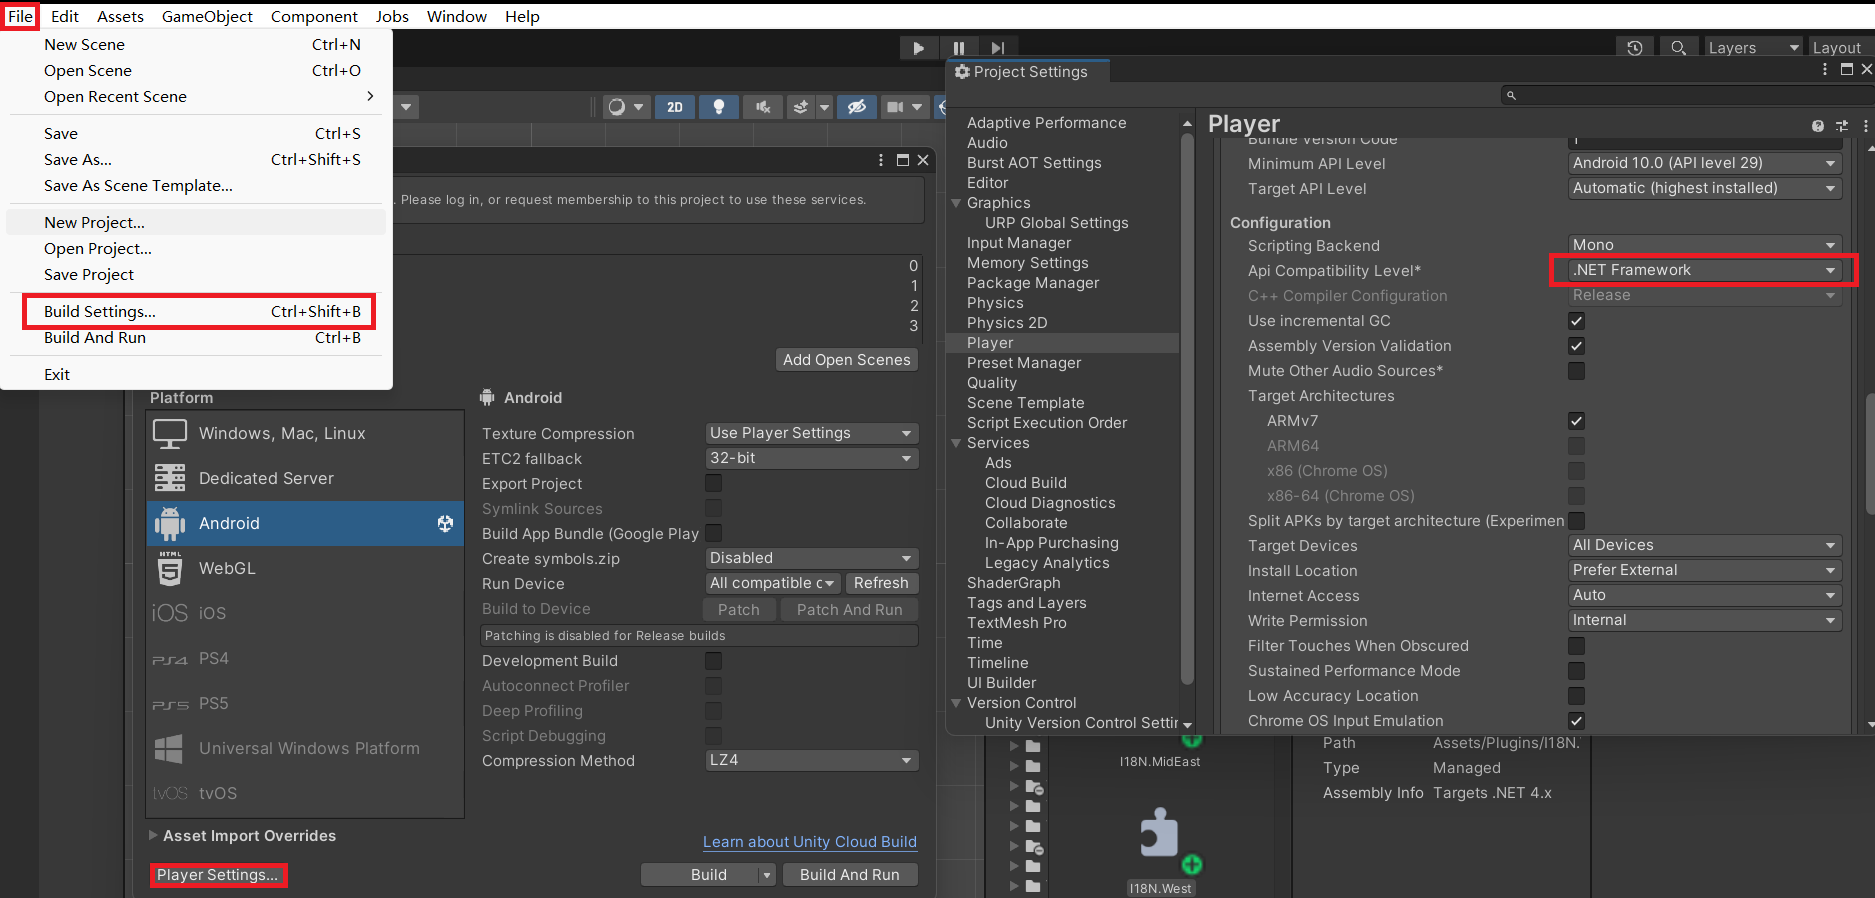 File Edit Assets GameObject Component Jobs Window Help
New Scene Ctrl+N
Open Scene Ctrl+O
Open Recent Scene
Save Ctrl+S
Save As... Ctrl+Shift+S
Save As Scene Template...
New Project...
Open Project...
Save Project
Build Settings... Ctrl+Shift+B
Build And Run Ctrl+B
Exit
Layers Layout
2D
. Please log in, or request membership to this project to use these services.
0
1
2
3
Add Open Scenes
Platform
Windows, Mac, Linux
Dedicated Server
Android
HTML
5
WebGL
iOS iOS
PS4 PS4
PS5 PS5
Universal Windows Platform
tvOS tvOS
Android
Texture Compression Use Player Settings
ETC2 fallback 32-bit
Export Project
Symlink Sources
Build App Bundle (Google Play
Create symbols.zip Disabled
Run Device All compatible c Refresh
Build to Device Patch Patch And Run
Patching is disabled for Release builds
Development Build
Autoconnect Profiler
Deep Profiling
Script Debugging
Compression Method LZ4
Asset Import Overrides
Learn about Unity Cloud Build
Player Settings... Build Build And Run
Project Settings
Adaptive Performance
Audio
Burst AOT Settings
Editor
Graphics
URP Global Settings
Input Manager
Memory Settings
Package Manager
Physics
Physics 2D
Player
Preset Manager
Quality
Scene Template
Script Execution Order
Services
Ads
Cloud Build
Cloud Diagnostics
Collaborate
In-App Purchasing
Legacy Analytics
ShaderGraph
Tags and Layers
TextMesh Pro
Time
Timeline
UI Builder
Version Control
Unity Version Control Settir
Player
Bundle Version Code 1
Minimum API Level Android 10.0 (API level 29)
Target API Level Automatic (highest installed)
Configuration
Scripting Backend Mono
Api Compatibility Level* .NET Framework
C++ Compiler Configuration Release
Use incremental GC
Assembly Version Validation
Mute Other Audio Sources*
Target Architectures
ARMv7
ARM64
x86 (Chrome OS)
x86-64 (Chrome OS)
Split APKs by target architecture (Experimen
Target Devices All Devices
Install Location Prefer External
Internet Access Auto
Write Permission Internal
Filter Touches When Obscured
Sustained Performance Mode
Low Accuracy Location
Chrome OS Input Emulation
I18N.MidEast
I18N.West
Path Assets/Plugins/I18N.
Type Managed
Assembly Info Targets .NET 4.x